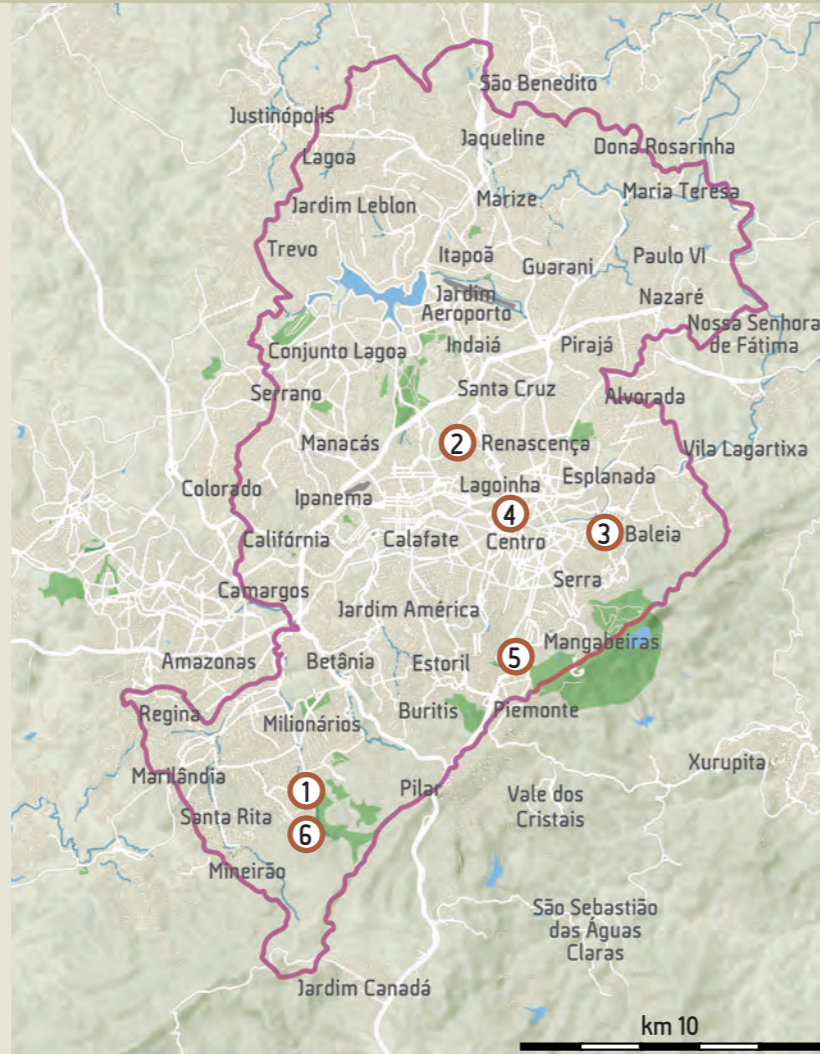 São Benedito
Justinópolis
Jaqueline
Lagoa
Dona Rosarinha
Marize
Maria Teresa
Jardim Leblon
Trevo
Itapoã
Paulo VI
Guarani
Jardim
Aeroporto
Nazaré
Nossa Senhora
de Fátima
Conjunto Lagoa
Indaiá
Pirajá
Serrano
Santa Cruz
Alvorada
Manacás
2
Renascença
Vila Lagartixa
Esplanada
Colorado
Ipanema
Lagoinha
4
Califórnia
Calafate
Centro
3
Baleia
Serra
Camargos
Jardim América
Mangabeiras
Amazonas
Betânia
Estoril
5
Regina
Milionários
Buritis
Piemonte
Xurupita
Marilândia
1
Pilar
Vale dos
Cristais
Santa Rita
6
Mineirão
São Sebastião
das Águas
Claras
Jardim Canadá
km 10